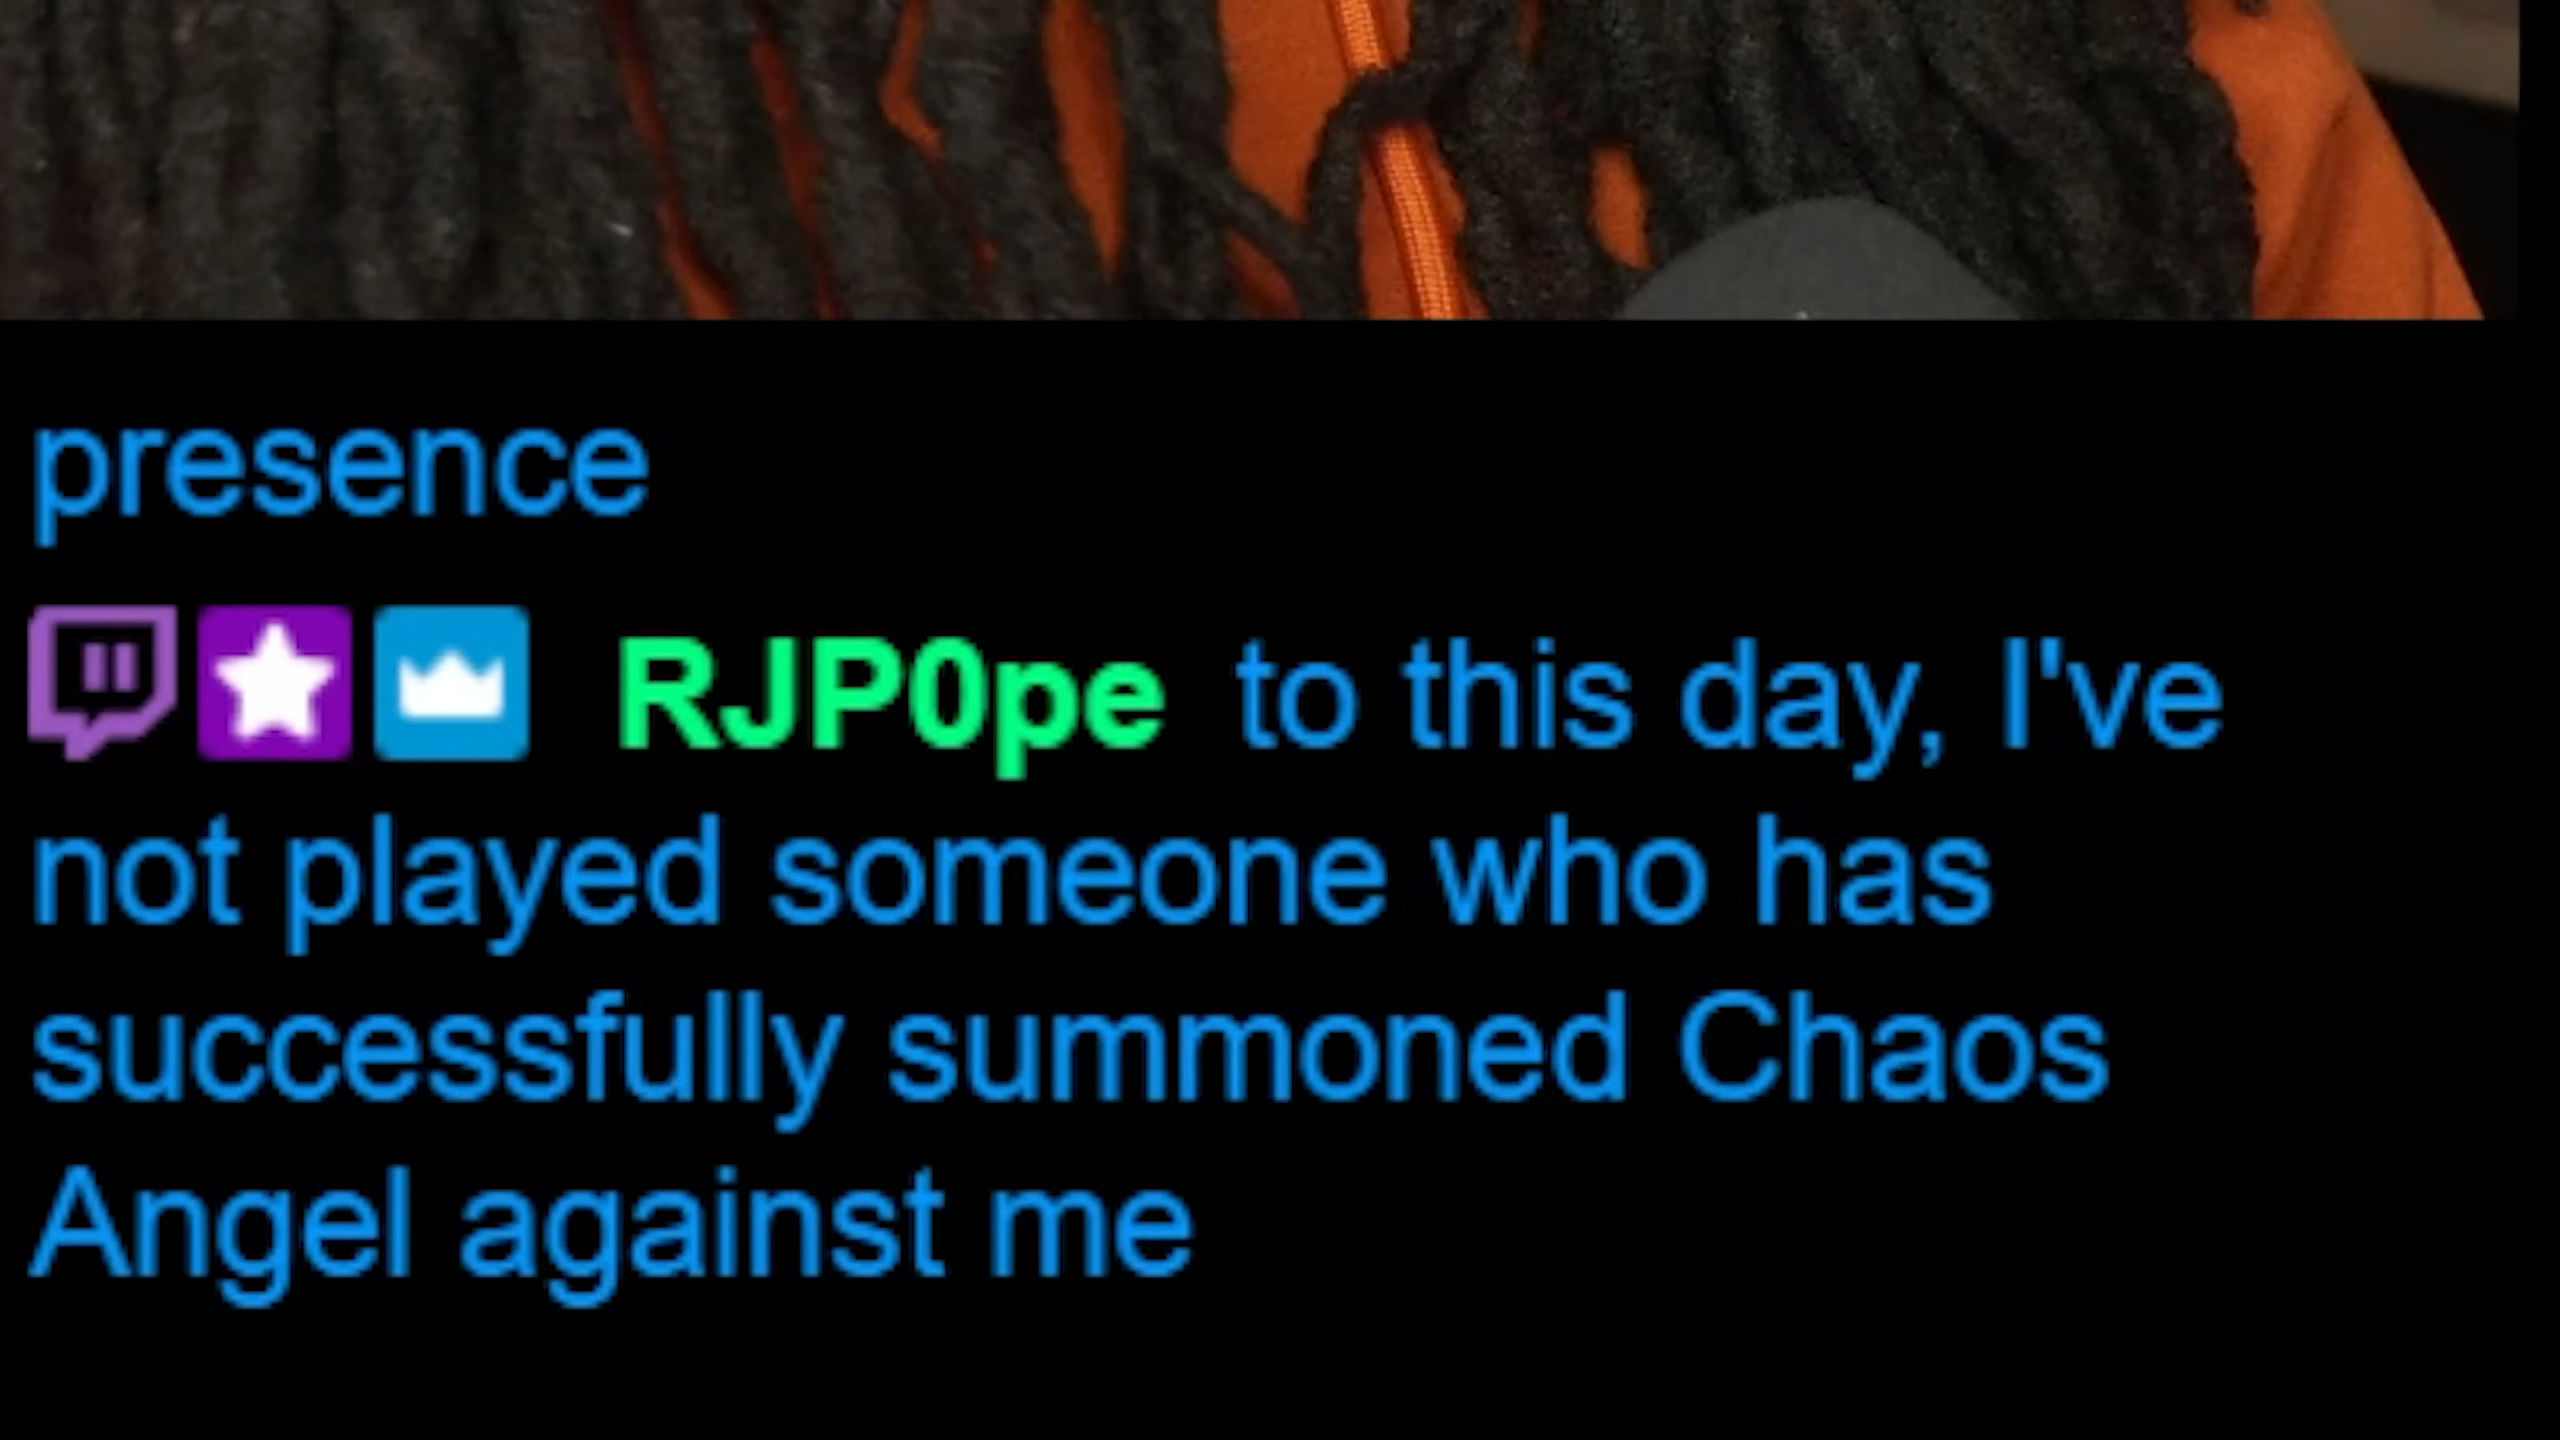 presence
RJP0pe to this day, I've
not played someone who has
successfully summoned Chaos
Angel against me